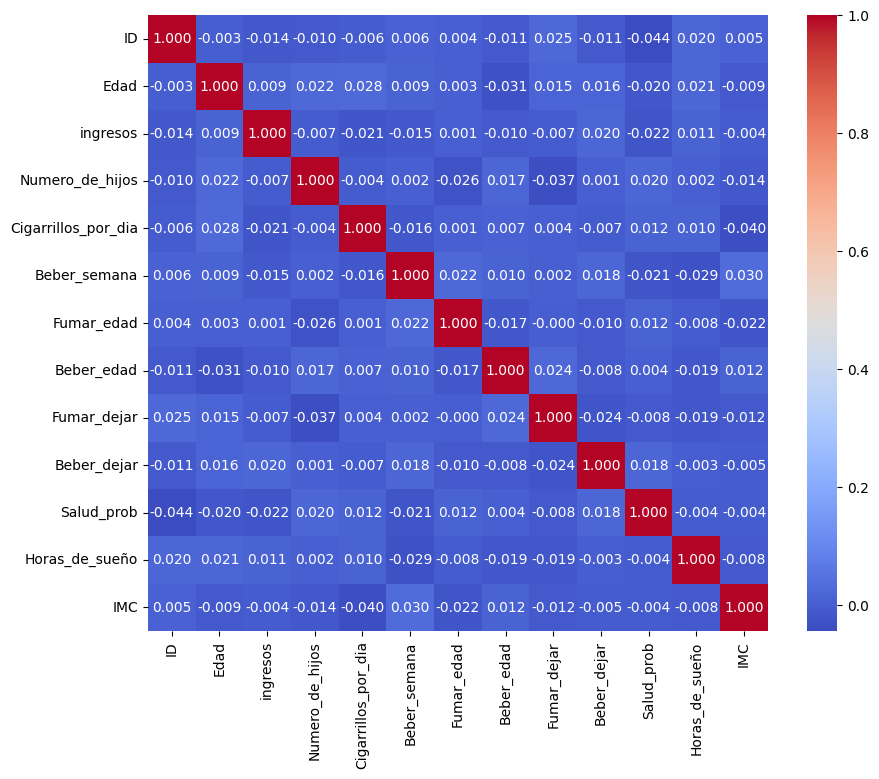 ID 1.000 -0.003 -0.014 -0.010 -0.006 0.006 0.004 -0.011 0.025 -0.011 -0.044 0.020 0.005
Edad -0.003 1.000 0.009 0.022 0.028 0.009 0.003 -0.031 0.015 0.016 -0.020 0.021 -0.009
ingresos -0.014 0.009 1.000 -0.007 -0.021 -0.015 0.001 -0.010 -0.007 0.020 -0.022 0.011 -0.004
Numero_de_hijos -0.010 0.022 -0.007 1.000 -0.004 0.002 -0.026 0.017 -0.037 0.001 0.020 0.002 -0.014
Cigarrillos_por_dia -0.006 0.028 -0.021 -0.004 1.000 -0.016 0.001 0.007 0.004 -0.007 0.012 0.010 -0.040
Beber_semana 0.006 0.009 -0.015 0.002 -0.016 1.000 0.022 0.010 0.002 0.018 -0.021 -0.029 0.030
Fumar_edad 0.004 0.003 0.001 -0.026 0.001 0.022 1.000 -0.017 -0.000 -0.010 0.012 -0.008 -0.022
Beber_edad -0.011 -0.031 -0.010 0.017 0.007 0.010 -0.017 1.000 0.024 -0.008 0.004 -0.019 0.012
Fumar_dejar 0.025 0.015 -0.007 -0.037 0.004 0.002 -0.000 0.024 1.000 -0.024 -0.008 -0.019 -0.012
Beber_dejar -0.011 0.016 0.020 0.001 -0.007 0.018 -0.010 -0.008 -0.024 1.000 0.018 -0.003 -0.005
Salud_prob -0.044 -0.020 -0.022 0.020 0.012 -0.021 0.012 0.004 -0.008 0.018 1.000 -0.004 -0.004
Horas_de_sueño 0.020 0.021 0.011 0.002 0.010 -0.029 -0.008 -0.019 -0.019 -0.003 -0.004 1.000 -0.008
IMC 0.005 -0.009 -0.004 -0.014 -0.040 0.030 -0.022 0.012 -0.012 -0.005 -0.004 -0.008 1.000
ID
Edad
ingresos
Numero_de_hijos
Cigarrillos_por_dia
Beber_semana
Fumar_edad
Beber_edad
Fumar_dejar
Beber_dejar
Salud_prob
Horas_de_sueño
IMC
1.0
0.8
0.6
0.4
0.2
0.0